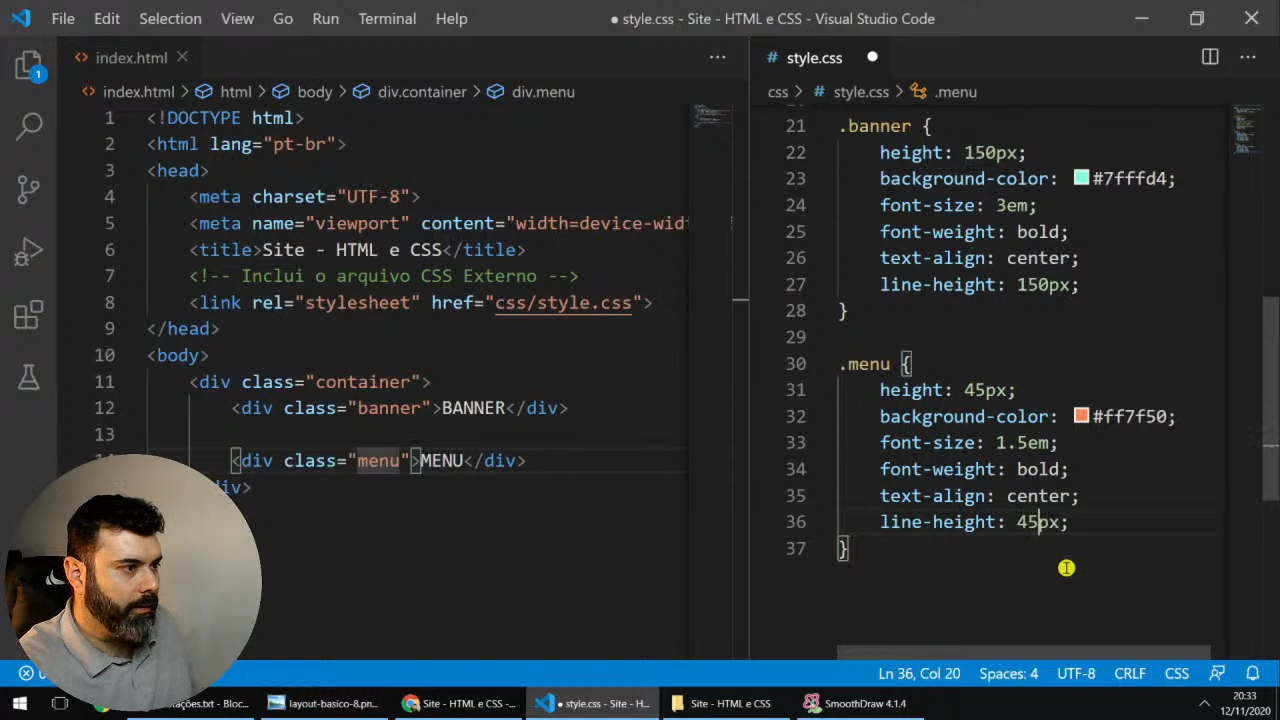 File Edit Selection View Go Run Terminal Help ● style.css - Site - HTML e CSS - Visual Studio Code
index.html
# style.css
1
index.html > html > body > div.container > div.menu
css > # style.css > .menu
1 <!DOCTYPE html>
2 <html lang="pt-br">
3 <head>
4 <meta charset="UTF-8">
5 <meta name="viewport" content="width=device-widt
6 <title>Site - HTML e CSS</title>
7 <!-- Inclui o arquivo CSS Externo -->
8 <link rel="stylesheet" href="css/style.css">
9 </head>
10 <body>
11 <div class="container">
12 <div class="banner">BANNER</div>
13
<div class="menu">MENU</div>
div>
21 .banner {
22 height: 150px;
23 background-color: #7fffd4;
24 font-size: 3em;
25 font-weight: bold;
26 text-align: center;
27 line-height: 150px;
28 }
29
30 .menu {
31 height: 45px;
32 background-color: #ff7f50;
33 font-size: 1.5em;
34 font-weight: bold;
35 text-align: center;
36 line-height: 45px;
37 }
Ln 36, Col 20 Spaces: 4 UTF-8 CRLF CSS
tações.txt - Bloc... layout-basico-8.pn... Site - HTML e CSS -... ● style.css - Site - H... Site - HTML e CSS SmoothDraw 4.1.4
20:33
12/11/2020